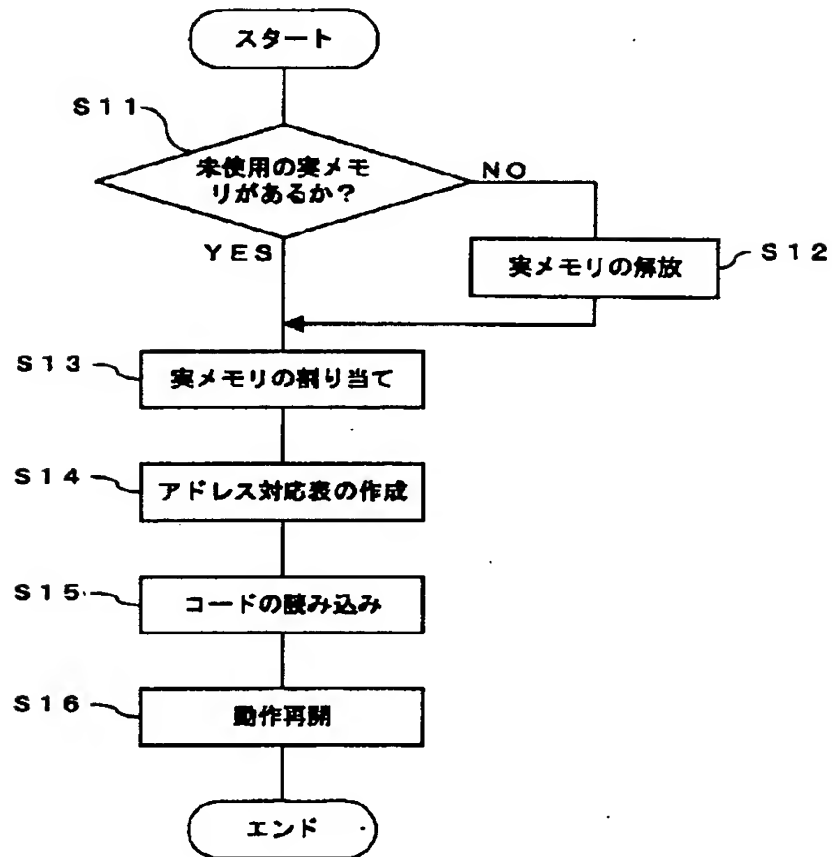 スタート
S11
未使用の実メモ
リがあるか?
NO
YES
実メモリの解放
S12
S13
実メモリの割り当て
S14
アドレス対応表の作成
S15
コードの読み込み
S16
動作再開
エンド